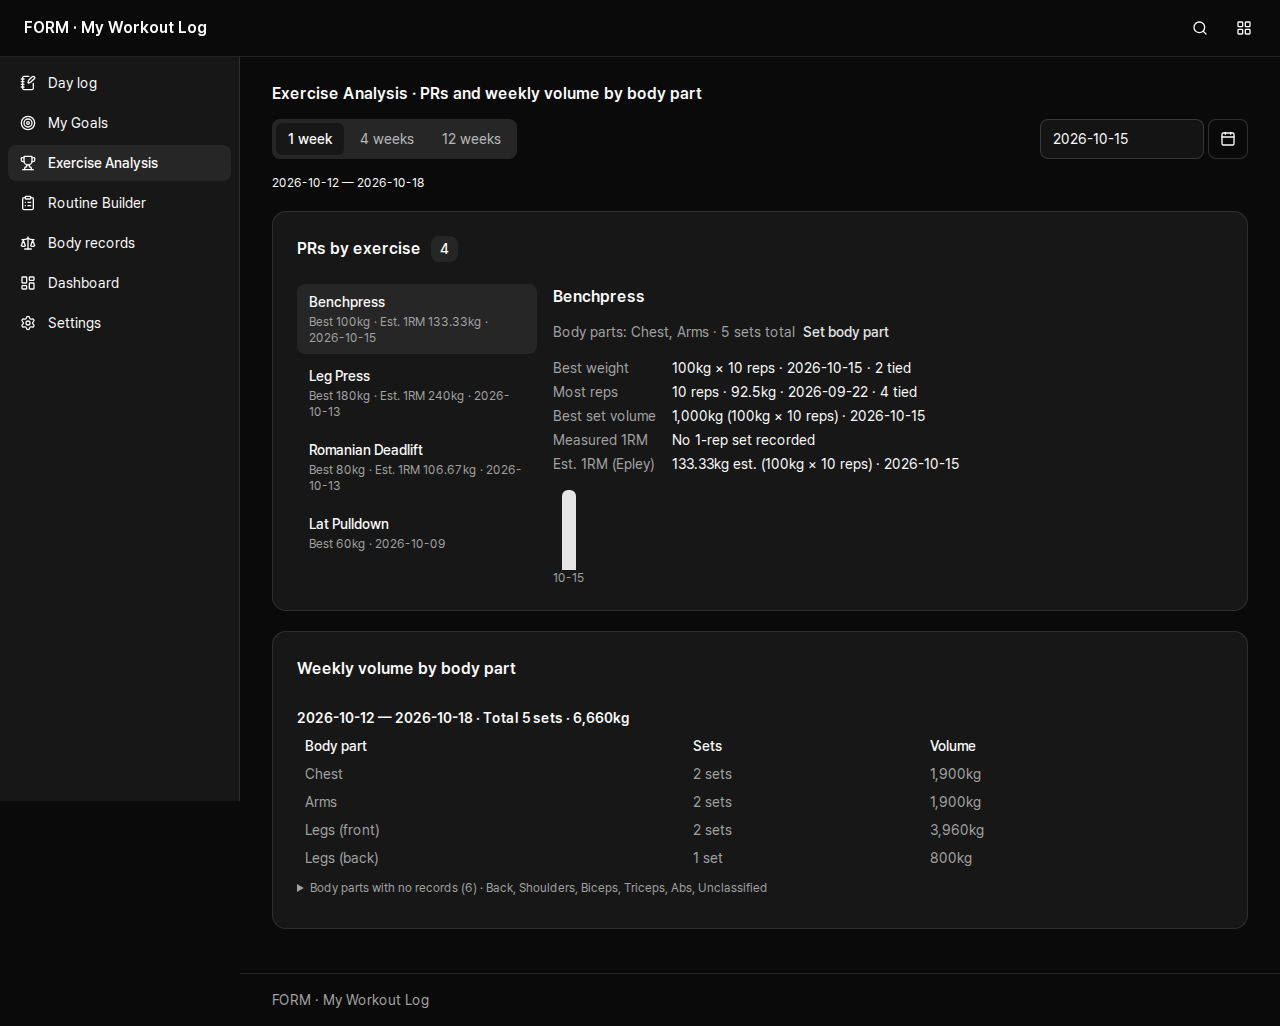 FORM · My Workout Log
Day log
My Goals
Exercise Analysis
Routine Builder
Body records
Dashboard
Settings
Exercise Analysis · PRs and weekly volume by body part
1 week 4 weeks 12 weeks
2026-10-15
2026-10-12 — 2026-10-18
PRs by exercise 4
Benchpress
Best 100kg · Est. 1RM 133.33kg ·
2026-10-15
Leg Press
Best 180kg · Est. 1RM 240kg · 2026-
10-13
Romanian Deadlift
Best 80kg · Est. 1RM 106.67kg · 2026-
10-13
Lat Pulldown
Best 60kg · 2026-10-09
Benchpress
Body parts: Chest, Arms · 5 sets total Set body part
Best weight 100kg × 10 reps · 2026-10-15 · 2 tied
Most reps 10 reps · 92.5kg · 2026-09-22 · 4 tied
Best set volume 1,000kg (100kg × 10 reps) · 2026-10-15
Measured 1RM No 1-rep set recorded
Est. 1RM (Epley) 133.33kg est. (100kg × 10 reps) · 2026-10-15
10-15
Weekly volume by body part
2026-10-12 — 2026-10-18 · Total 5 sets · 6,660kg
Body part Sets Volume
Chest 2 sets 1,900kg
Arms 2 sets 1,900kg
Legs (front) 2 sets 3,960kg
Legs (back) 1 set 800kg
Body parts with no records (6) · Back, Shoulders, Biceps, Triceps, Abs, Unclassified
FORM · My Workout Log